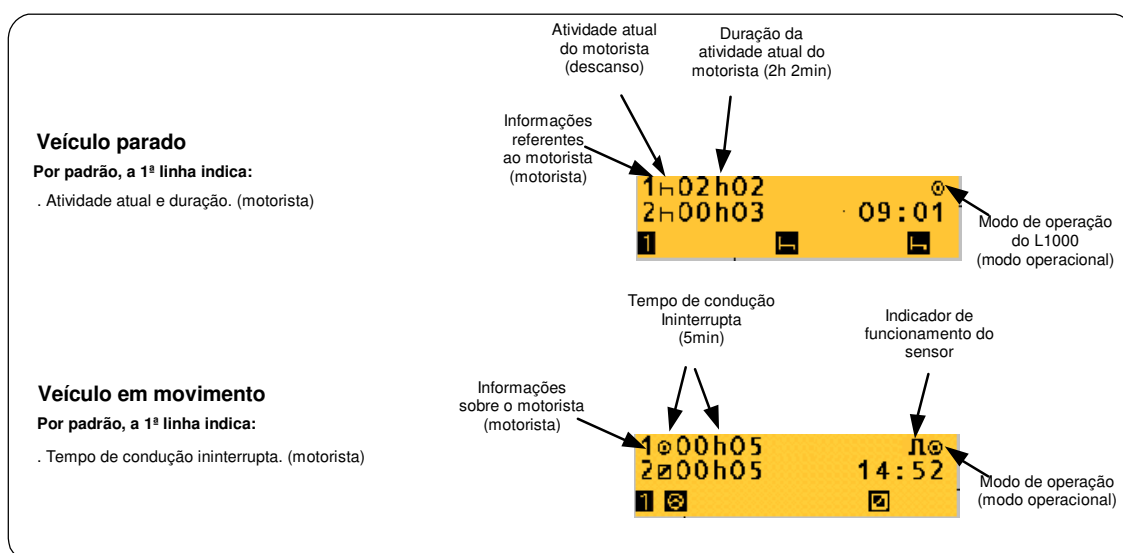 Atividade atual
do motorista
(descanso)
Duração da
atividade atual do
motorista (2h 2min)
Informações
referentes
ao motorista
(motorista)
Veículo parado
Por padrão, a 1ª linha indica:
. Atividade atual e duração. (motorista)
1 02h02
2 00h03 09:01
1
Modo de operação
do L1000
(modo operacional)
Tempo de condução
Ininterrupta
(5min)
Indicador de
funcionamento do
sensor
Informações
sobre o motorista
(motorista)
Veículo em movimento
Por padrão, a 1ª linha indica:
. Tempo de condução ininterrupta. (motorista)
1 00h05
2 00h05 14:52
1
Modo de operação
(modo operacional)